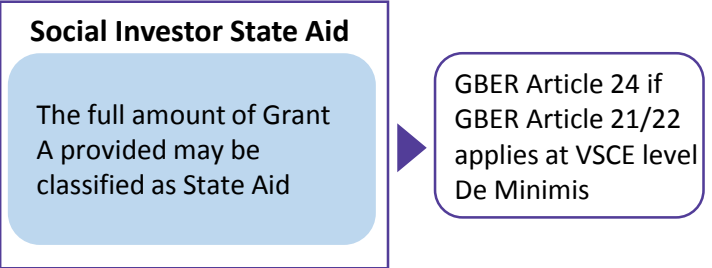 Social Investor State Aid
The full amount of Grant
A provided may be
classified as State Aid
GBER Article 24 if
GBER Article 21/22
applies at VSCE level
De Minimis